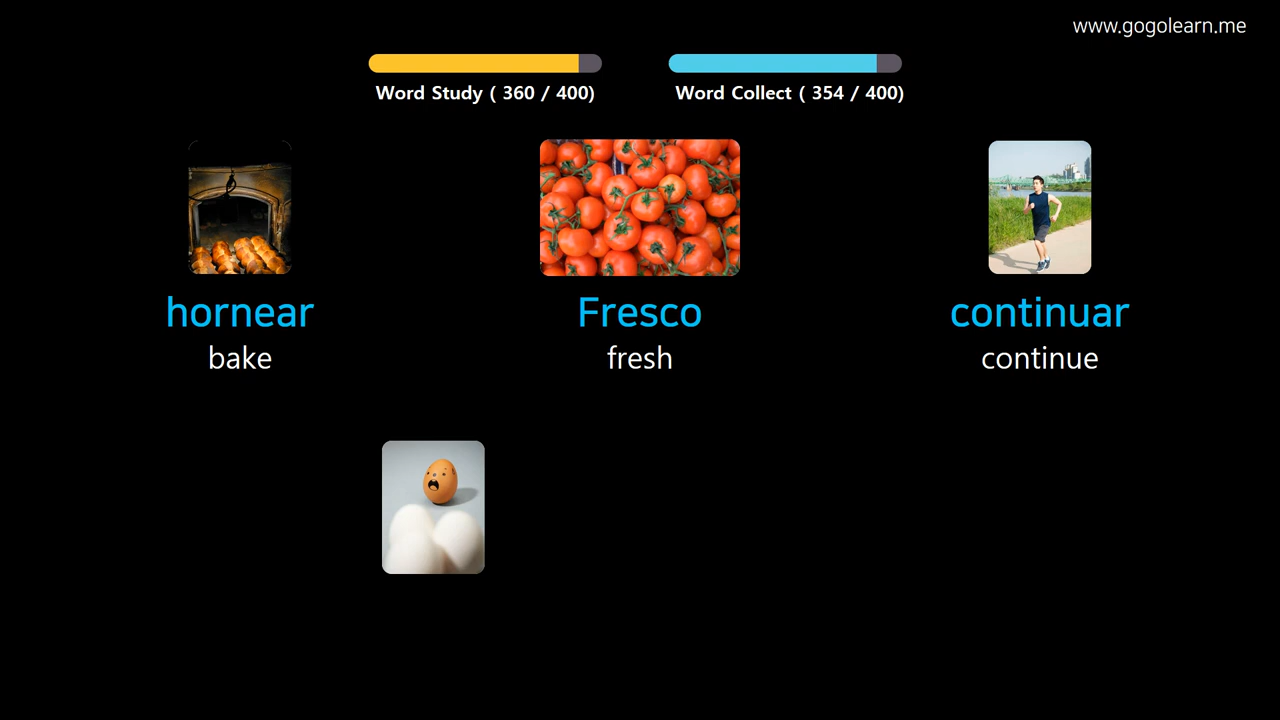 www.gogolearn.me
Word Study ( 360 / 400)
Word Collect ( 354 / 400)
hornear
bake
Fresco
fresh
continuar
continue